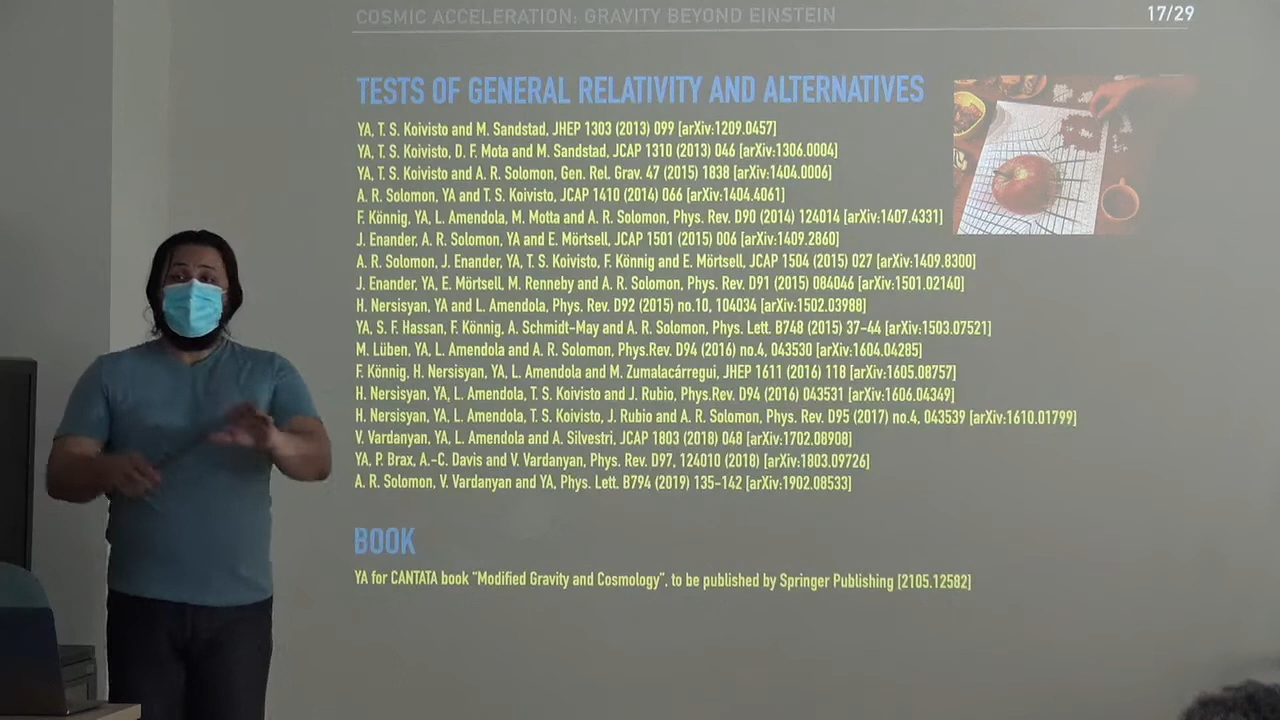 COSMIC ACCELERATION: GRAVITY BEYOND EINSTEIN
17/29
TESTS OF GENERAL RELATIVITY AND ALTERNATIVES
YA, T. S. Koivisto and M. Sandstad, JHEP 1303 (2013) 099 [arXiv:1209.0457]
YA, T. S. Koivisto, D. F. Mota and M. Sandstad, JCAP 1310 (2013) 046 [arXiv:1306.0004]
YA, T. S. Koivisto and A. R. Solomon, Gen. Rel. Grav. 47 (2015) 1838 [arXiv:1404.0006]
A. R. Solomon, YA and T. S. Koivisto, JCAP 1410 (2014) 066 [arXiv:1404.4061]
F. Könnig, YA, L. Amendola, M. Motta and A. R. Solomon, Phys. Rev. D90 (2014) 124014 [arXiv:1407.4331]
J. Enander, A. R. Solomon, YA and E. Mörtsell, JCAP 1501 (2015) 006 [arXiv:1409.2860]
A. R. Solomon, J. Enander, YA, T. S. Koivisto, F. Könnig and E. Mörtsell, JCAP 1504 (2015) 027 [arXiv:1409.8300]
J. Enander, YA, E. Mörtsell, M. Renneby and A. R. Solomon, Phys. Rev. D91 (2015) 084046 [arXiv:1501.02140]
H. Nersisyan, YA and L. Amendola, Phys. Rev. D92 (2015) no.10, 104034 [arXiv:1502.03988]
YA, S. F. Hassan, F. Könnig, A. Schmidt-May and A. R. Solomon, Phys. Lett. B748 (2015) 37-44 [arXiv:1503.07521]
M. Lüben, YA, L. Amendola and A. R. Solomon, Phys.Rev. D94 (2016) no.4, 043530 [arXiv:1604.04285]
F. Könnig, H. Nersisyan, YA, L. Amendola and M. Zumalacárregui, JHEP 1611 (2016) 118 [arXiv:1605.08757]
H. Nersisyan, YA, L. Amendola, T. S. Koivisto and J. Rubio, Phys.Rev. D94 (2016) 043531 [arXiv:1606.04349]
H. Nersisyan, YA, L. Amendola, T. S. Koivisto, J. Rubio and A. R. Solomon, Phys. Rev. D95 (2017) no.4, 043539 [arXiv:1610.01799]
V. Vardanyan, YA, L. Amendola and A. Silvestri, JCAP 1803 (2018) 048 [arXiv:1702.08908]
YA, P. Brax, A.-C. Davis and V. Vardanyan, Phys. Rev. D97, 124010 (2018) [arXiv:1803.09726]
A. R. Solomon, V. Vardanyan and YA, Phys. Lett. B794 (2019) 135-142 [arXiv:1902.08533]
BOOK
YA for CANTATA book "Modified Gravity and Cosmology", to be published by Springer Publishing [2105.12582]